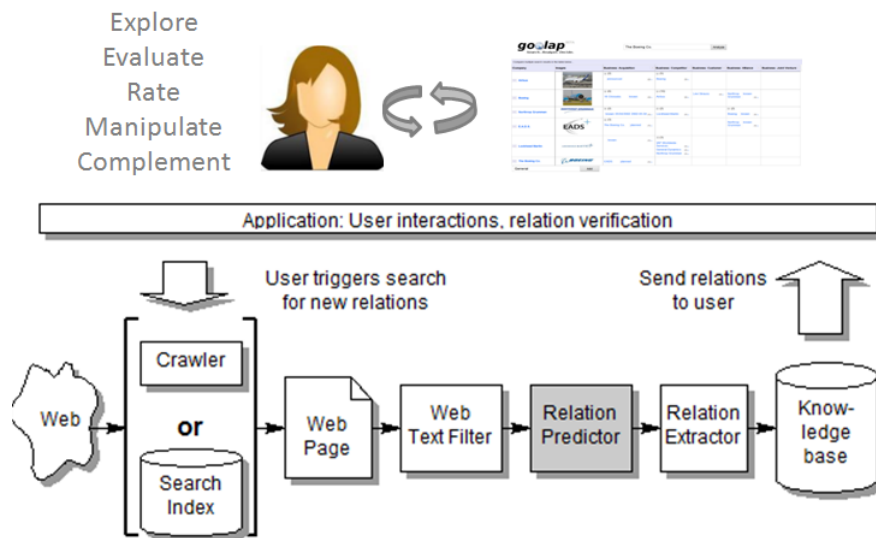 Explore
Evaluate
Rate
Manipulate
Complement
goolap
The Boeing Co.
EADS
BOEING
Application: User interactions, relation verification
User triggers search
for new relations
Send relations
to user
Web
Crawler
or
Search
Index
Web
Page
Web
Text Filter
Relation
Predictor
Relation
Extractor
Know-
ledge
base